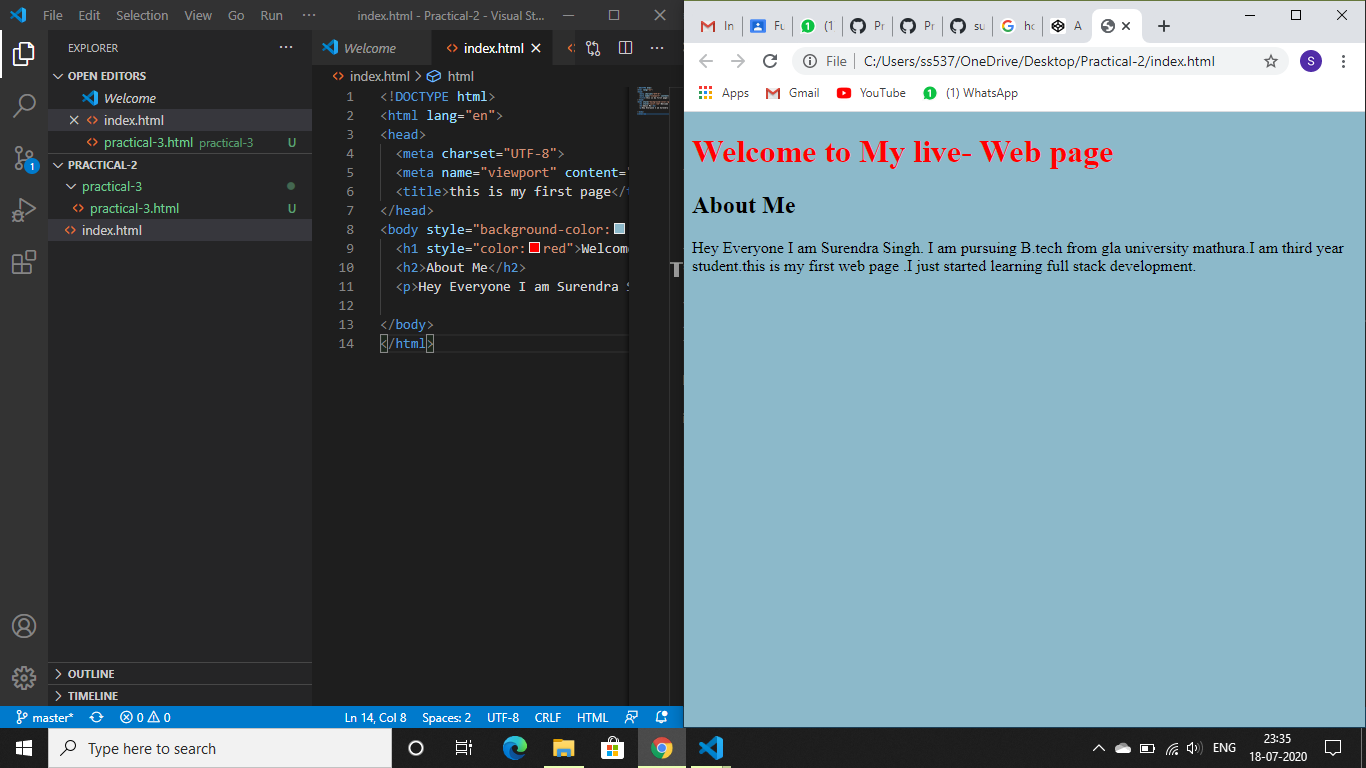 File Edit Selection View Go Run ··· index.html - Practical-2 - Visual St...
EXPLORER ···
OPEN EDITORS
Welcome
index.html
practical-3.html practical-3 U
PRACTICAL-2
practical-3
practical-3.html U
index.html
OUTLINE
TIMELINE
1
Welcome index.html ···
index.html > html
1 <!DOCTYPE html>
2 <html lang="en">
3 <head>
4 <meta charset="UTF-8">
5 <meta name="viewport" content=
6 <title>this is my first page</
7 </head>
8 <body style="background-color:
9 <h1 style="color: red">Welcome
10 <h2>About Me</h2>
11 <p>Hey Everyone I am Surendra S
12
13 </body>
14 </html>
master* 0 0 Ln 14, Col 8 Spaces: 2 UTF-8 CRLF HTML
In Fu (1 Pr Pr su ho A
File C:/Users/ss537/OneDrive/Desktop/Practical-2/index.html S
Apps Gmail YouTube (1) WhatsApp
Welcome to My live- Web page
About Me
Hey Everyone I am Surendra Singh. I am pursuing B.tech from gla university mathura.I am third year
student.this is my first web page .I just started learning full stack development.
Type here to search
ENG
23:35
18-07-2020